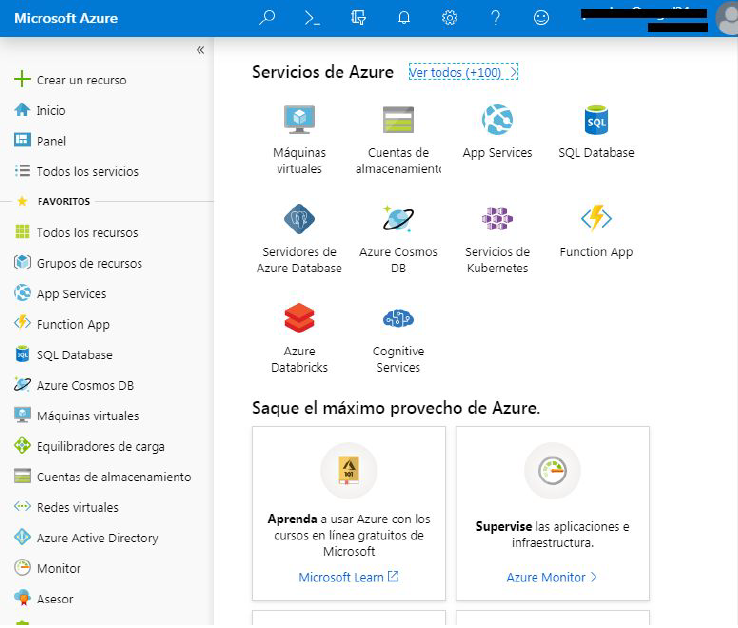 Microsoft Azure
«
Crear un recurso
Inicio
Panel
Todos los servicios
FAVORITOS
Todos los recursos
Grupos de recursos
App Services
Function App
SQL Database
Azure Cosmos DB
Máquinas virtuales
Equilibradores de carga
Cuentas de almacenamiento
Redes virtuales
Azure Active Directory
Monitor
Asesor
Servicios de Azure
Ver todos (+100)
Máquinas
virtuales
Cuentas de
almacenamiento
App Services
SQL
SQL Database
Servidores de
Azure Database
Azure Cosmos
DB
Servicios de
Kubernetes
Function App
Azure
Databricks
Cognitive
Services
Saque el máximo provecho de Azure.
101
Aprenda a usar Azure con los
cursos en línea gratuitos de
Microsoft
Microsoft Learn
Supervise las aplicaciones e
infraestructura.
Azure Monitor